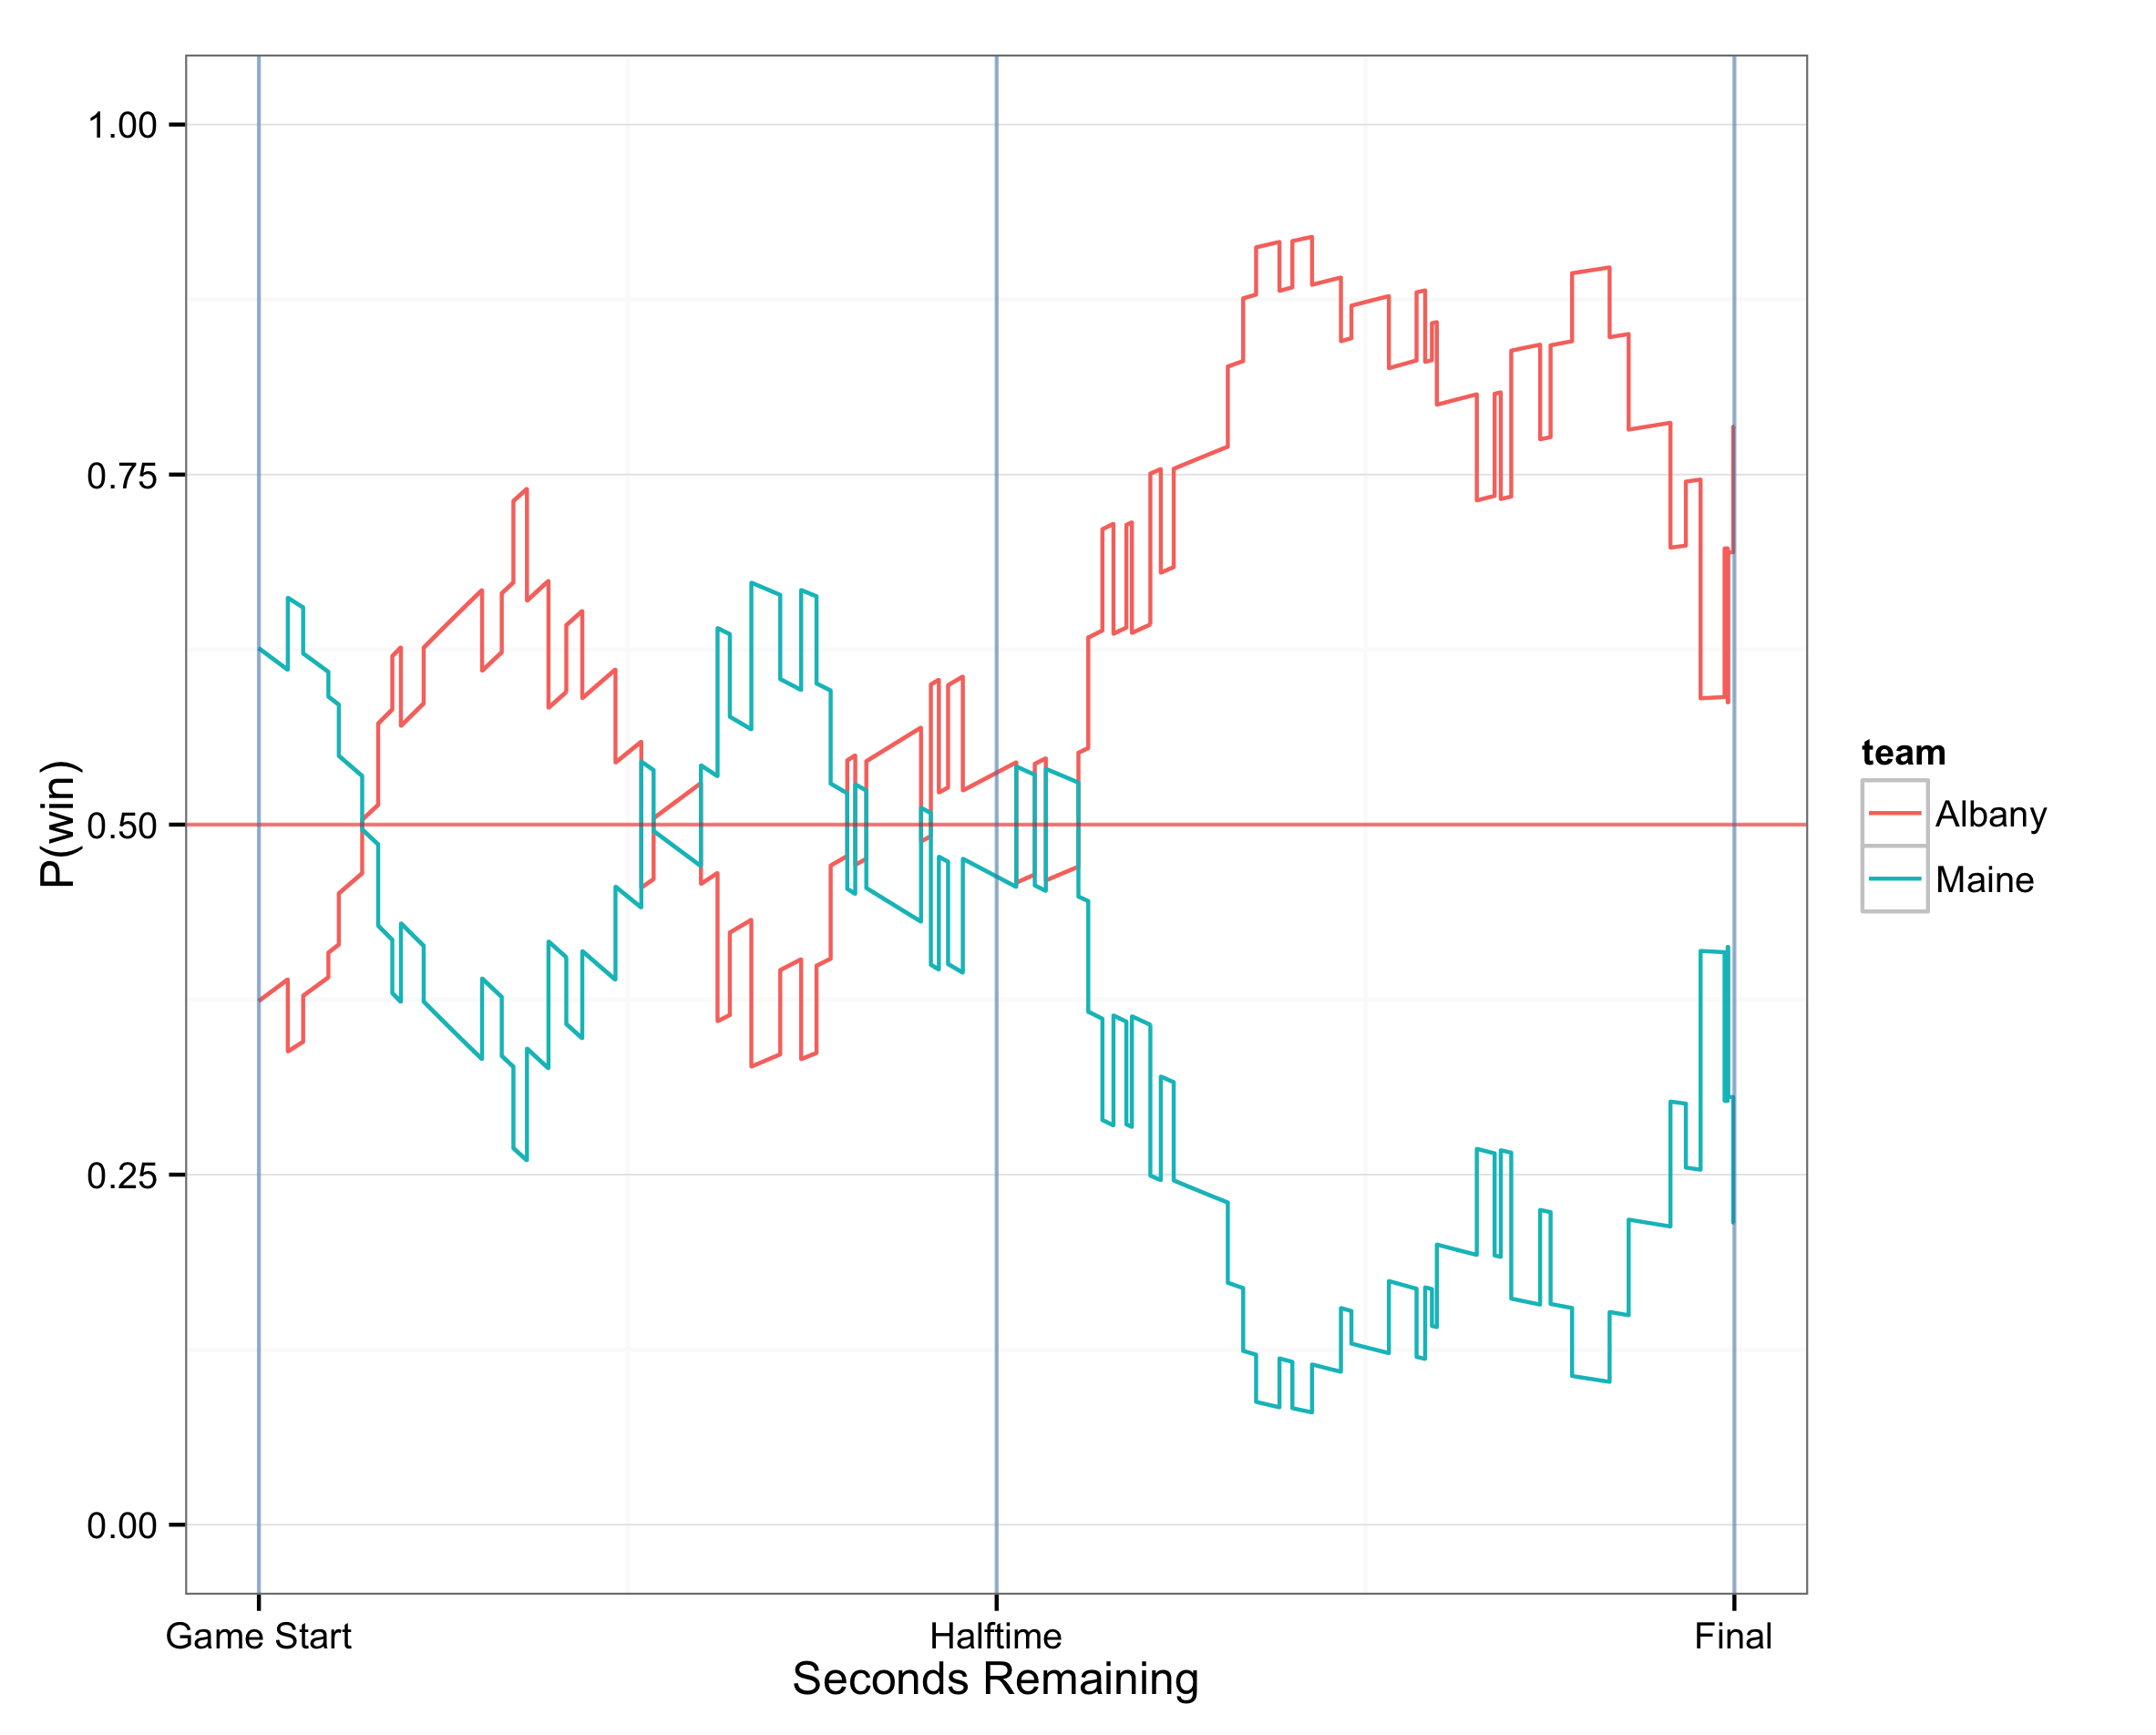 1.00
0.75
0.50
0.25
0.00
P(win)
Game Start
Halftime
Final
Seconds Remaining
team
Albany
Maine